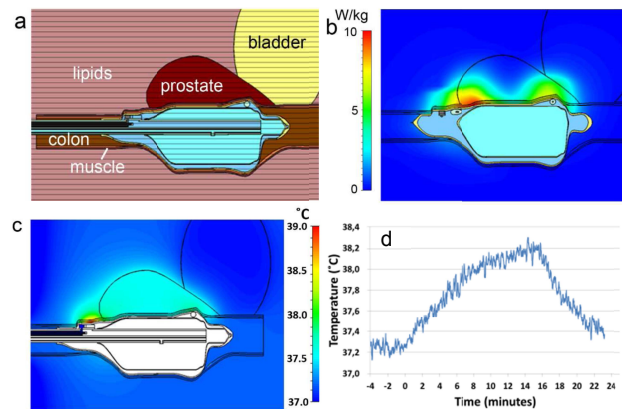 a
bladder
lipids
prostate
colon
muscle
W/kg
b
10
5
0
c
°C
39.0
38.5
38.0
37.5
37.0
d
Temperature (˚C)
38,4
38,2
38,0
37,8
37,6
37,4
37,2
37,0
-4 -2 0 2 4 6 8 10 12 14 16 18 20 22 24
Time (minutes)